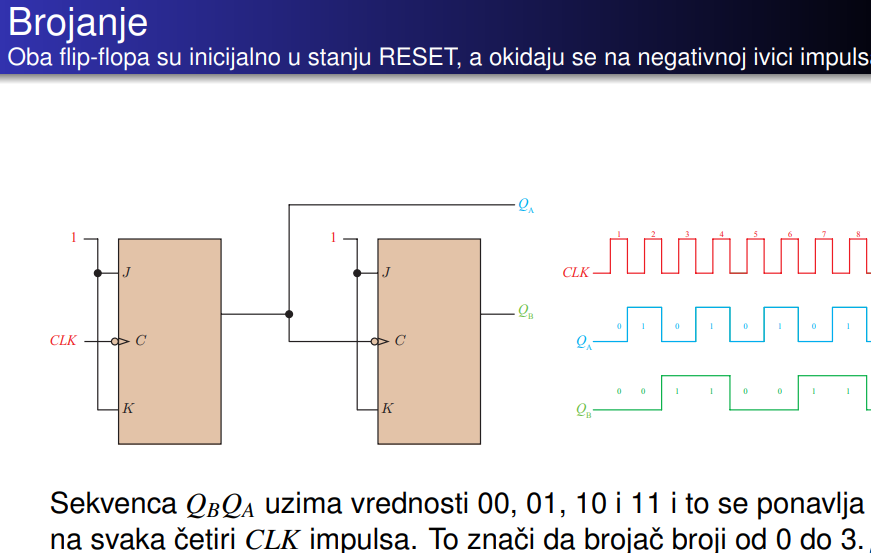 Brojanje
Oba flip-flopa su inicijalno u stanju RESET, a okidaju se na negativnoj ivici impuls
Q_A
1
J
CLK
C
K
1
J
C
K
Q_B
1 2 3 4 5 6 7 8
CLK
0 1 0 1 0 1 0 1
Q_A
0 0 1 1 0 0 1 1
Q_B
Sekvenca Q_BQ_A uzima vrednosti 00, 01, 10 i 11 i to se ponavlja
na svaka četiri CLK impulsa. To znači da brojač broji od 0 do 3.